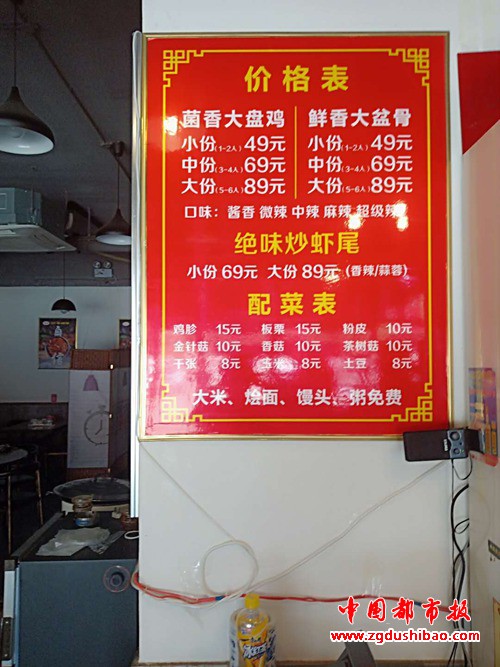 价格表
菌香大盘鸡 鲜香大盆骨
小份(1-2人)49元 小份(1-2人)49元
中份(3-4人)69元 中份(3-4人)69元
大份(5-6人)89元 大份(5-6人)89元
口味：酱香 微辣 中辣 麻辣 超级辣
绝味炒虾尾
小份 69元 大份 89元 (香辣/蒜蓉)
配菜表
鸡胗 15元 板栗 15元 粉皮 10元
金针菇 10元 香菇 10元 茶树菇 10元
干张 8元 玉米 8元 土豆 8元
大米、烩面、馒头、粥免费
中国都市报
www.zgdushibao.com